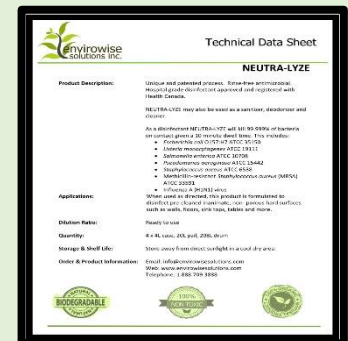 envirowise
solutions inc.
Technical Data Sheet
NEUTRA-LYZE
Product Description: Unique and patented process. Rinse-free antimicrobial.
Hospital grade disinfectant approved and registered with
Health Canada.
NEUTRA-LYZE may also be used as a sanitizer, deodorizer and
cleaner.
As a disinfectant NEUTRA-LYZE will kill 99.999% of bacteria
on contact given a 10 minute dwell time. This includes:
• Escherichia coli O157:H7 ATCC 35150
• Listeria monocytogenes ATCC 19111
• Salmonella enterica ATCC 10708
• Pseudomonas aeruginosa ATCC 15442
• Staphylococcus aureus ATCC 6538
• Methicillin-resistant Staphylococcus aureus (MRSA)
ATCC 33591
• Influenza A (H1N1) virus
Applications: When used as directed, this product is formulated to
disinfect pre-cleaned inanimate, non-porous hard surfaces
such as walls, floors, sink tops, tables and more.
Dilution Ratio: Ready to use
Quantity: 4 x 4L case, 20L pail, 208L drum
Storage & Shelf Life: Store away from direct sunlight in a cool dry area
Order & Product Information: Email: info@envirowisesolutions.com
Web: www.envirowisesolutions.com
Telephone: 1-888-709-3888
NATURAL
BIODEGRADABLE
100%
NON TOXIC